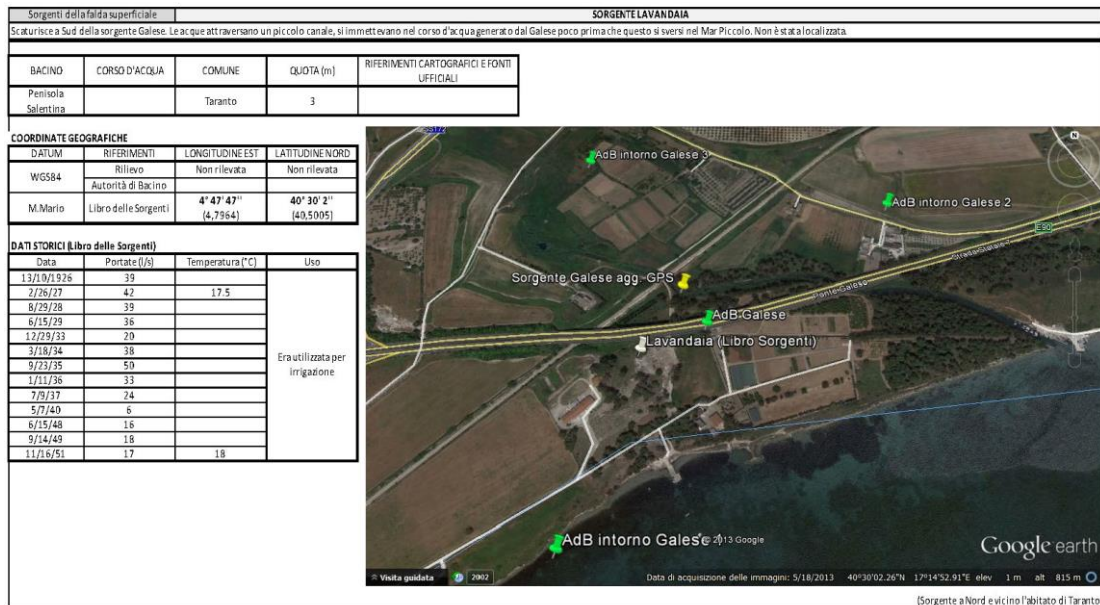 Sorgenti della falda superficiale SORGENTE LAVANDAIA
Scaturisce a Sud della sorgente Galese. Le acque attraversano un piccolo canale, si immettevano nel corso d'acqua generato dal Galese poco prima che questo si sversi nel Mar Piccolo. Non è stata localizzata.
BACINO CORSO D'ACQUA COMUNE QUOTA (m) RIFERIMENTI CARTOGRAFICI E FONTI
UFFICIALI
Penisola
Salentina Taranto 3
COORDINATE GEOGRAFICHE
DATUM RIFERIMENTI LONGITUDINE EST LATITUDINE NORD
WGS84 Rilievo Non rilevata Non rilevata
Autorità di Bacino
M.Mario Libro delle Sorgenti 4° 47' 47'' 40° 30' 2''
(4,7964) (40,5005)
DATI STORICI (Libro delle Sorgenti)
Data Portate (l/s) Temperatura (°C) Uso
13/10/1926 39
2/26/27 42 17.5
8/29/28 39
6/15/29 36
12/29/33 20
3/18/34 38
9/23/35 50
1/11/36 33
7/9/37 24
5/7/40 6
6/15/48 16
9/14/49 18
11/16/51 17 18
Era utilizzata per
irrigazione
SS172
N
AdB intorno Galese 3
AdB intorno Galese 2
E90
Strada Statale 7
Sorgente Galese agg. GPS
Ponte Galeso
AdB Galese
Lavandaia (Libro Sorgenti)
AdB intorno Galese 1
© 2013 Google
Google earth
Visita guidata 2002 Data di acquisizione delle immagini: 5/18/2013 40°30'02.26"N 17°14'52.91"E elev 1 m alt 815 m
(Sorgente a Nord e vicino l'abitato di Taranto